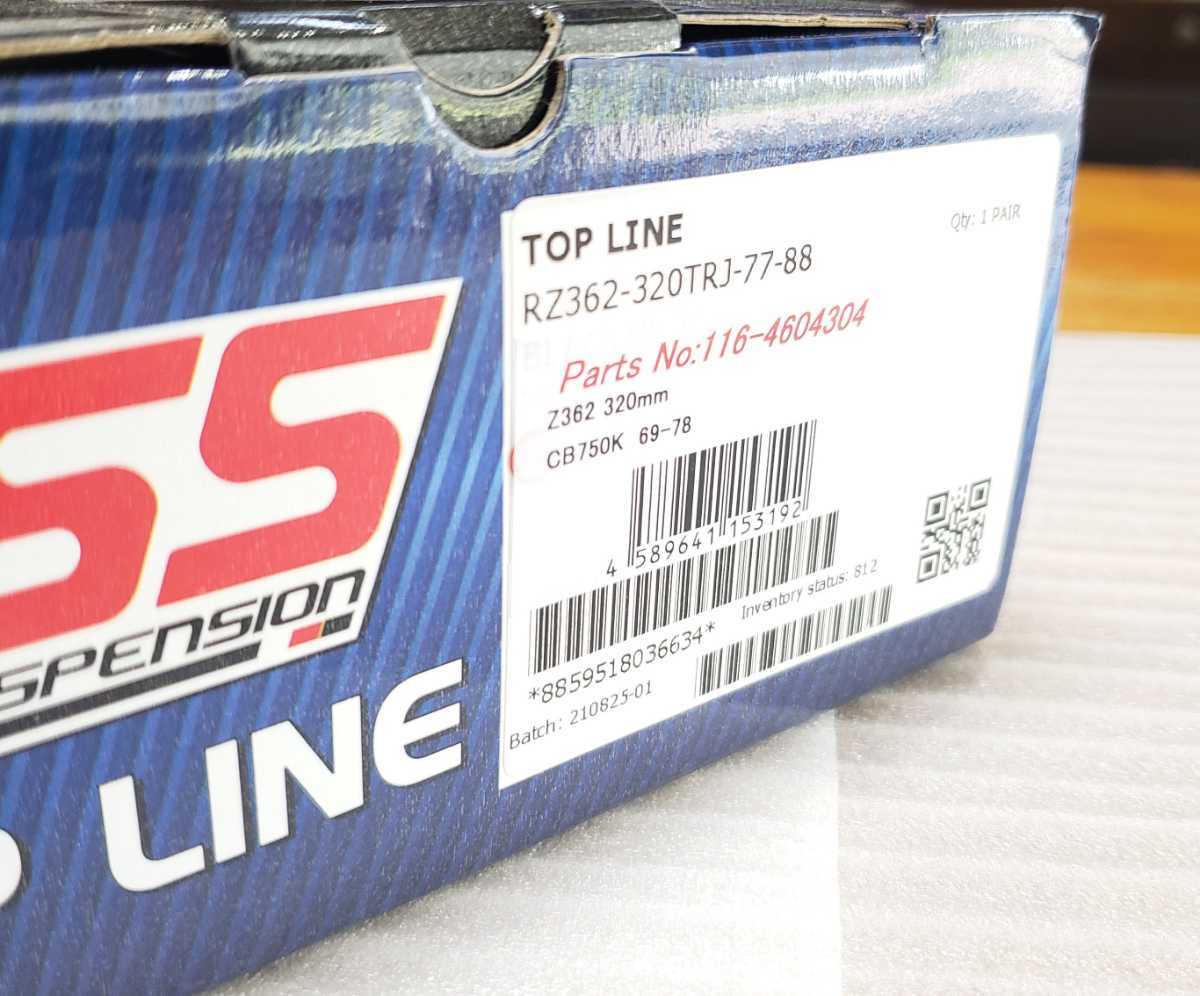 SS
SPENSION
LINE
TOP LINE
Qty: 1 PAIR
RZ362-320TRJ-77-88
Parts No:116-4604304
Z362 320mm
CB750K 69-78
4 589641 153192
*8859518036634*
Inventory status: 812
Batch: 210825-01